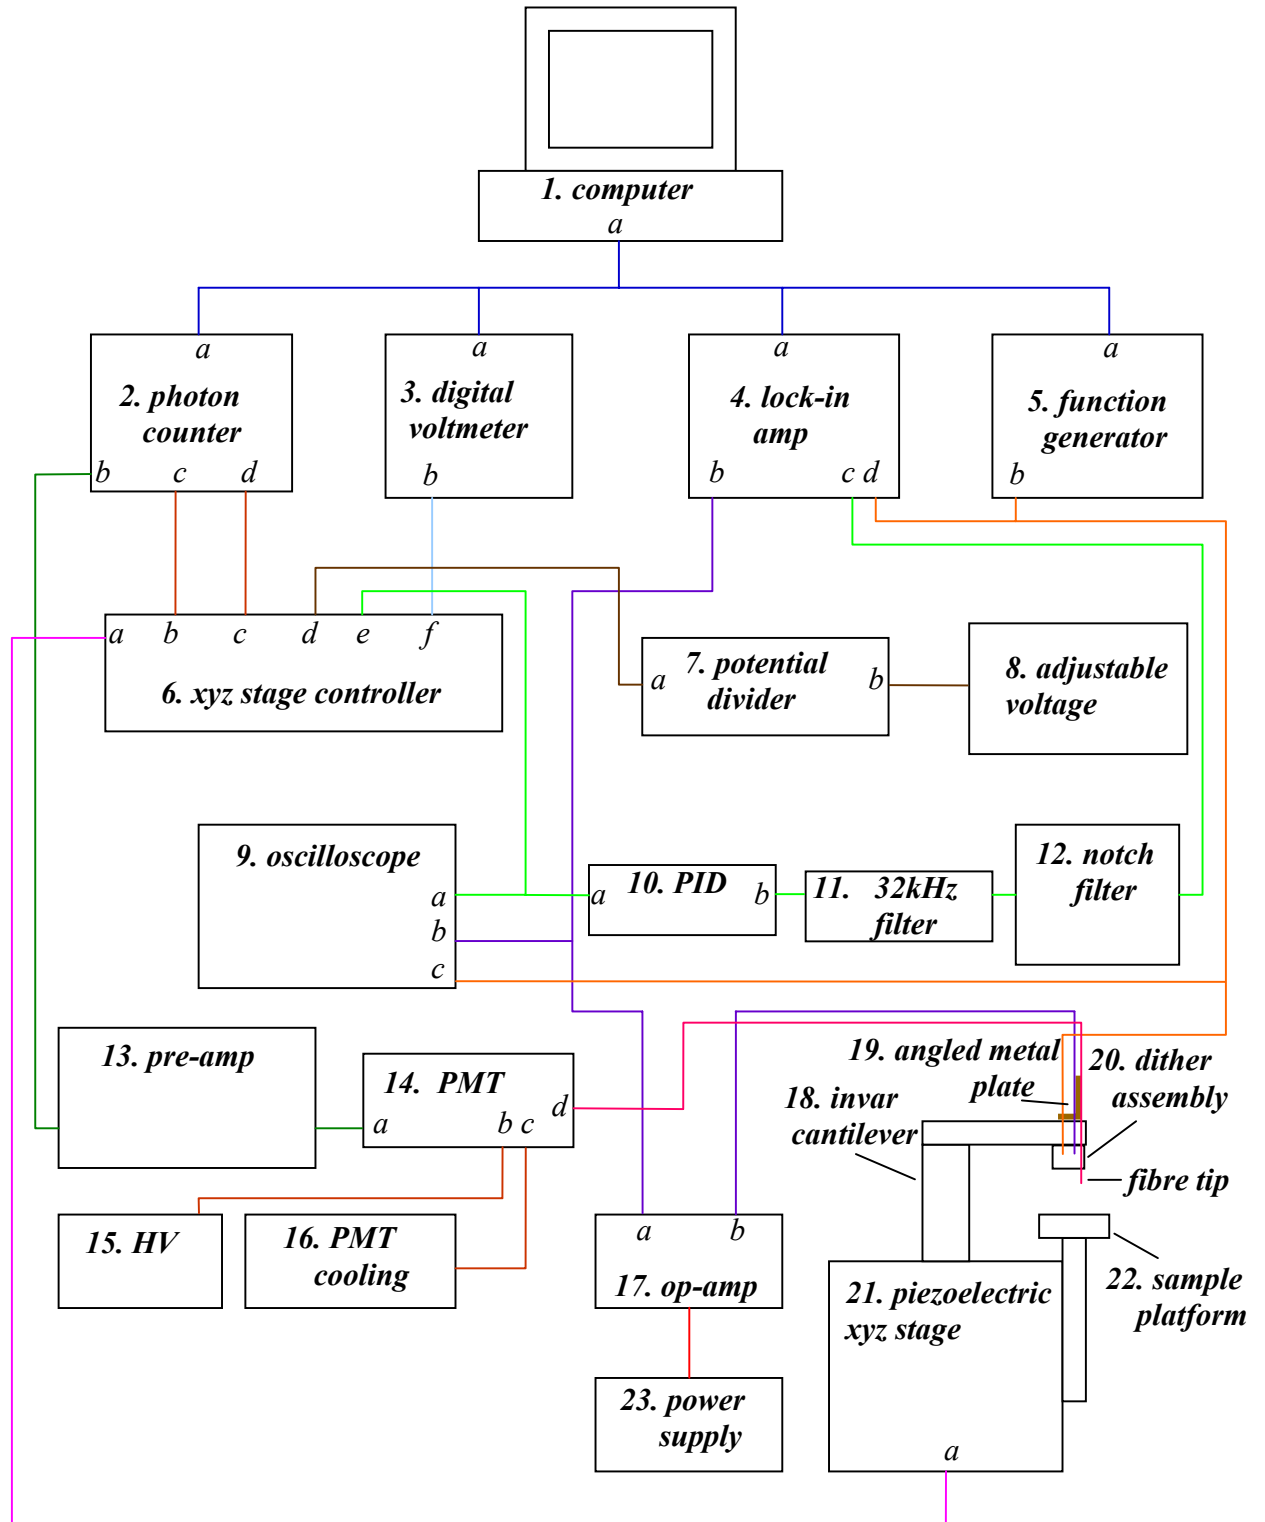 1. computer
a
a
2. photon
counter
b c d
a
3. digital
voltmeter
b
a
4. lock-in
amp
b c d
a
5. function
generator
b
a b c d e f
6. xyz stage controller
7. potential
a b
divider
8. adjustable
voltage
9. oscilloscope
a
b
c
10. PID
a b
11. 32kHz
filter
12. notch
filter
13. pre-amp
14. PMT
d
a b c
15. HV
16. PMT
cooling
a b
17. op-amp
23. power
supply
19. angled metal
plate
20. dither
assembly
18. invar
cantilever
fibre tip
21. piezoelectric
xyz stage
a
22. sample
platform